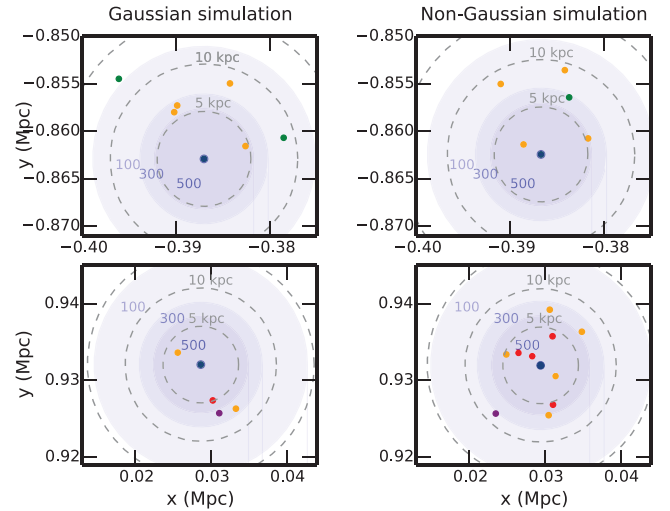 Gaussian simulation
Non-Gaussian simulation
−0.850
−0.855
−0.860
−0.865
−0.870
y (Mpc)
10 kpc
5 kpc
100
300
500
−0.40
−0.39
−0.38
−0.850
−0.855
−0.860
−0.865
−0.870
y (Mpc)
10 kpc
5 kpc
100
300
500
−0.40
−0.39
−0.38
0.94
0.93
0.92
y (Mpc)
10 kpc
100
300
5 kpc
500
0.02
0.03
0.04
x (Mpc)
0.94
0.93
0.92
y (Mpc)
10 kpc
100
300
5 kpc
500
0.02
0.03
0.04
x (Mpc)